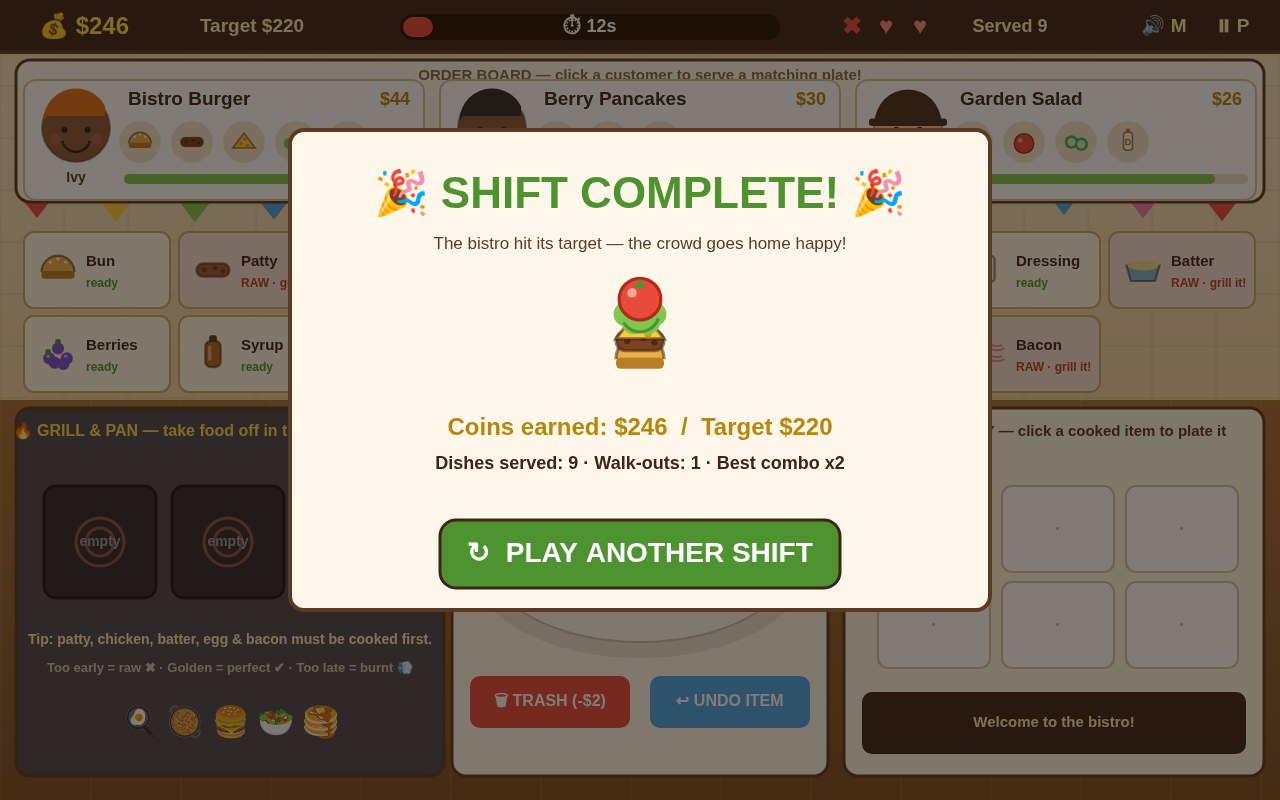 💰 $246 Target $220 ⏱ 12s ✖ ♥ ♥ Served 9 🔊 M ⏸ P
ORDER BOARD — click a customer to serve a matching plate!
Bistro Burger $44
Berry Pancakes $30
Garden Salad $26
D
Ivy
🎉 SHIFT COMPLETE! 🎉
The bistro hit its target — the crowd goes home happy!
Coins earned: $246 / Target $220
Dishes served: 9 · Walk-outs: 1 · Best combo x2
↻ PLAY ANOTHER SHIFT
Bun
ready
Patty
RAW · g
Dressing
ready
Batter
RAW · grill it!
Berries
ready
Syrup
ready
Bacon
RAW · grill it!
🔥 GRILL & PAN — take food off in t
empty
empty
Tip: patty, chicken, batter, egg & bacon must be cooked first.
Too early = raw ✖ · Golden = perfect ✔ · Too late = burnt 💨
🗑 TRASH (-$2)
↩ UNDO ITEM
— click a cooked item to plate it
Welcome to the bistro!